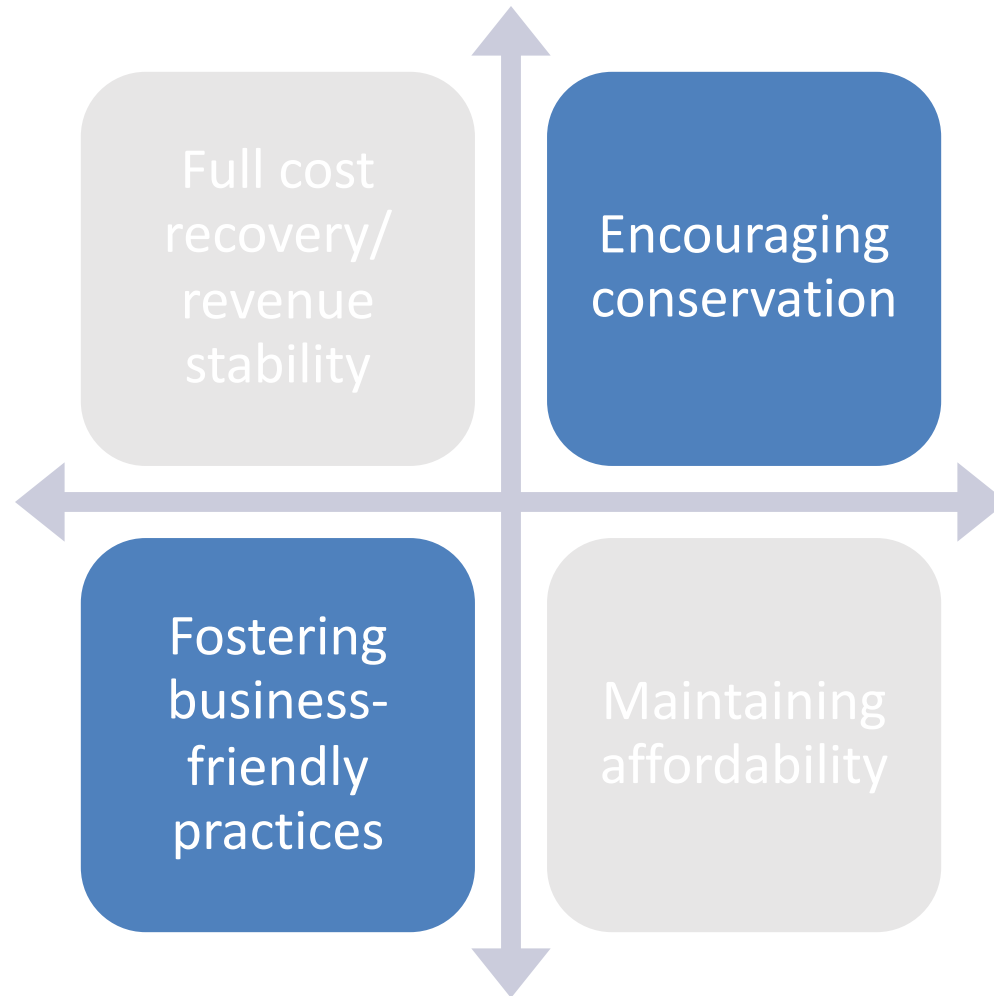 Full cost
recovery/
revenue
stability
Encouraging
conservation
Fostering
business-
friendly
practices
Maintaining
affordability